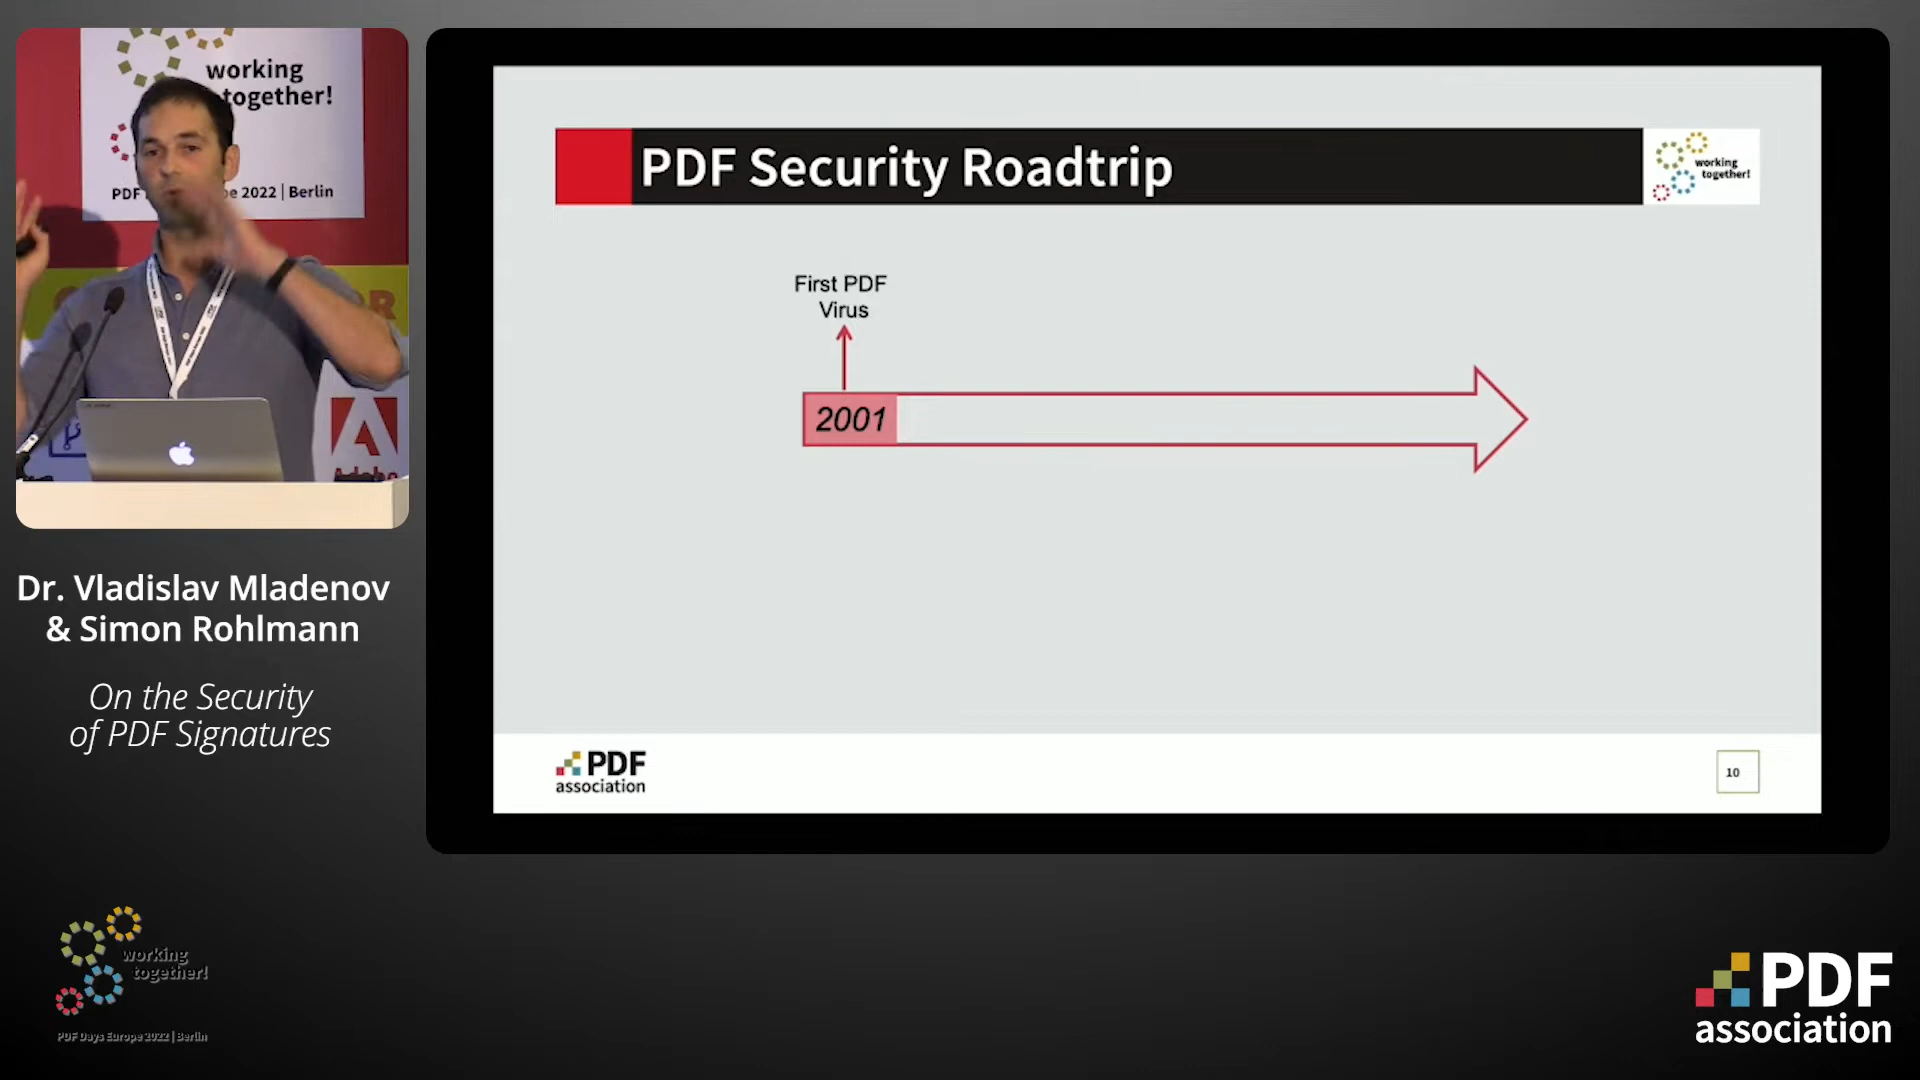 working
together!
PDF
e 2022 | Berlin
Adobe
Dr. Vladislav Mladenov
& Simon Rohlmann
On the Security
of PDF Signatures
PDF Security Roadtrip
working
together!
First PDF
Virus
2001
PDF
association
10
working
together!
PDF Days Europe 2022 | Berlin
PDF
association